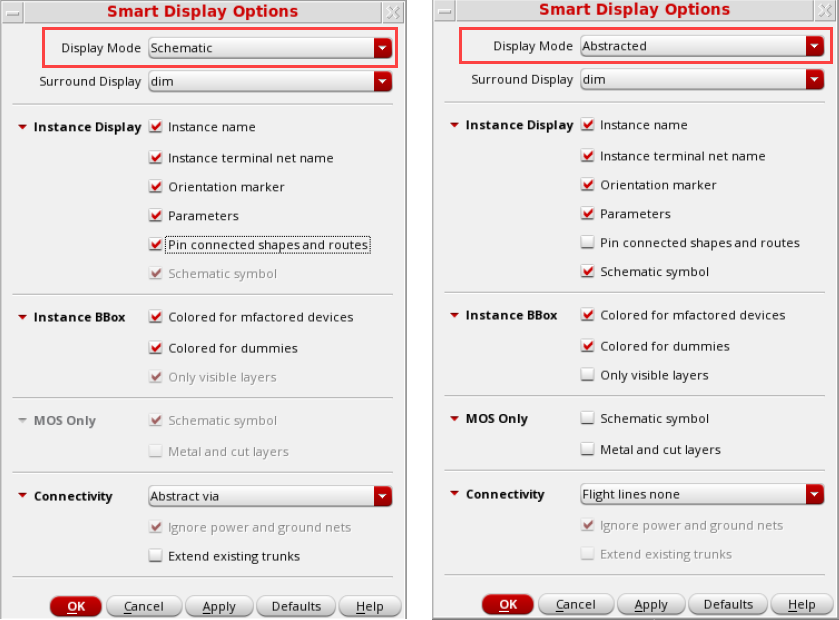 Smart Display Options
Display Mode Schematic
Surround Display dim
Instance Display Instance name
Instance terminal net name
Orientation marker
Parameters
Pin connected shapes and routes
Schematic symbol
Instance BBox Colored for mfactored devices
Colored for dummies
Only visible layers
MOS Only Schematic symbol
Metal and cut layers
Connectivity Abstract via
Ignore power and ground nets
Extend existing trunks
OK Cancel Apply Defaults Help
Smart Display Options
Display Mode Abstracted
Surround Display dim
Instance Display Instance name
Instance terminal net name
Orientation marker
Parameters
Pin connected shapes and routes
Schematic symbol
Instance BBox Colored for mfactored devices
Colored for dummies
Only visible layers
MOS Only Schematic symbol
Metal and cut layers
Connectivity Flight lines none
Ignore power and ground nets
Extend existing trunks
OK Cancel Apply Defaults Help